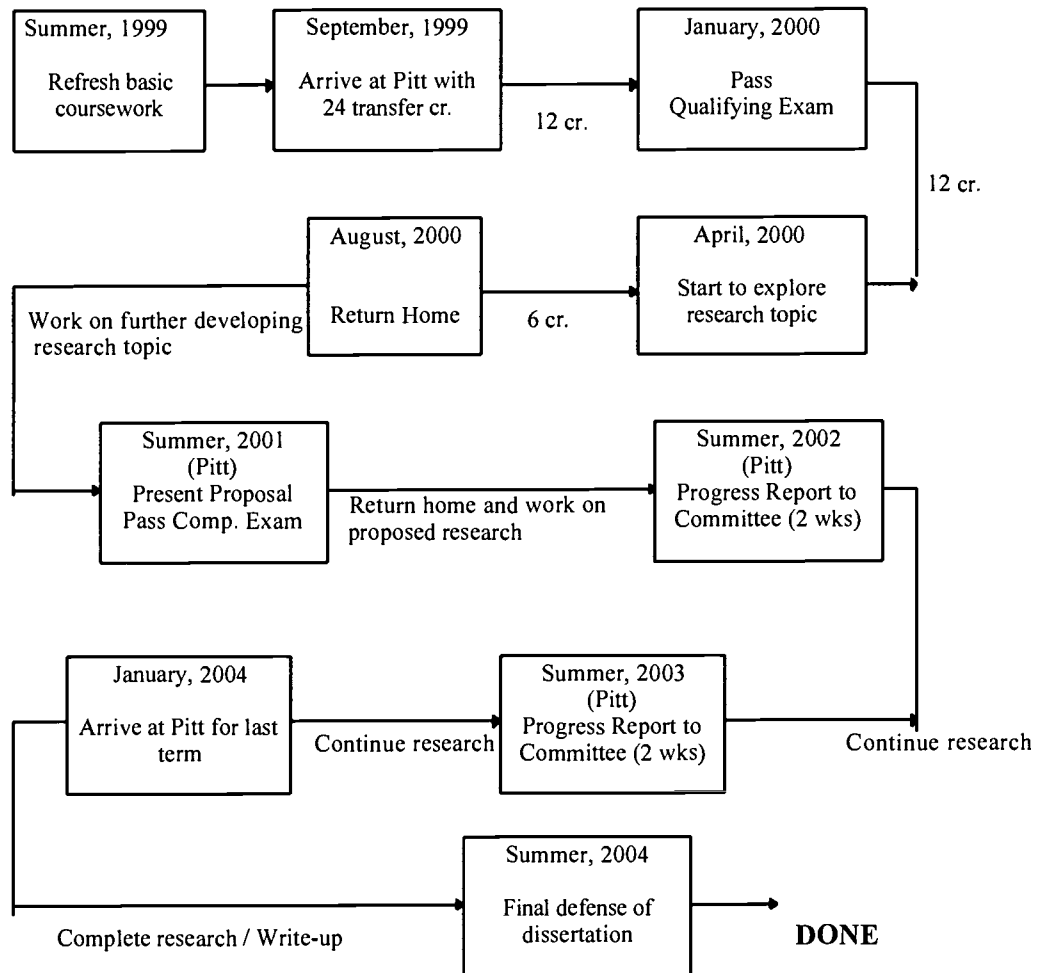 Summer, 1999
Refresh basic
coursework
September, 1999
Arrive at Pitt with
24 transfer cr.
12 cr.
January, 2000
Pass
Qualifying Exam
12 cr.
August, 2000
Return Home
6 cr.
April, 2000
Start to explore
research topic
Work on further developing
research topic
Summer, 2001
(Pitt)
Present Proposal
Pass Comp. Exam
Return home and work on
proposed research
Summer, 2002
(Pitt)
Progress Report to
Committee (2 wks)
January, 2004
Arrive at Pitt for last
term
Continue research
Summer, 2003
(Pitt)
Progress Report to
Committee (2 wks)
Continue research
Complete research / Write-up
Summer, 2004
Final defense of
dissertation
DONE